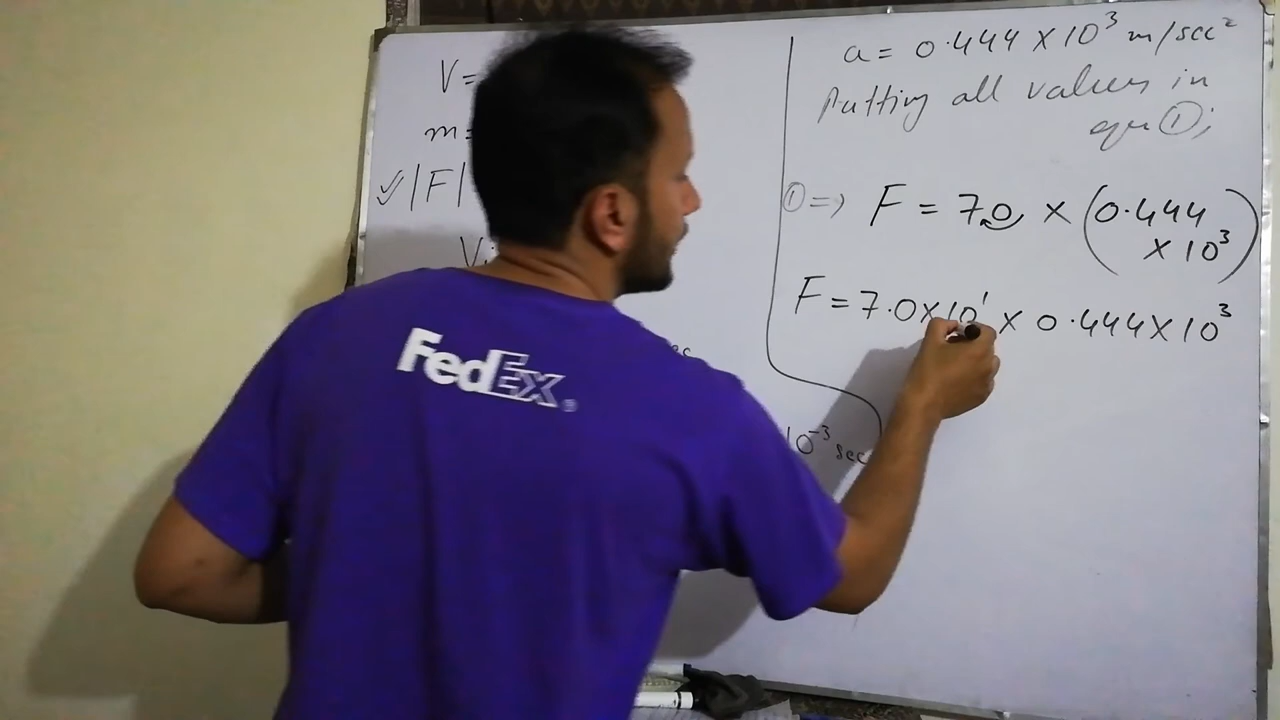 V=
m=
|F|
V
10⁻³ sec
a = 0.444 × 10³ m/sec²
Putting all values in
equ ①;
① => F = 70 × (0.444
× 10³)
F = 7.0×10¹ × 0.444×10³
FedEx®